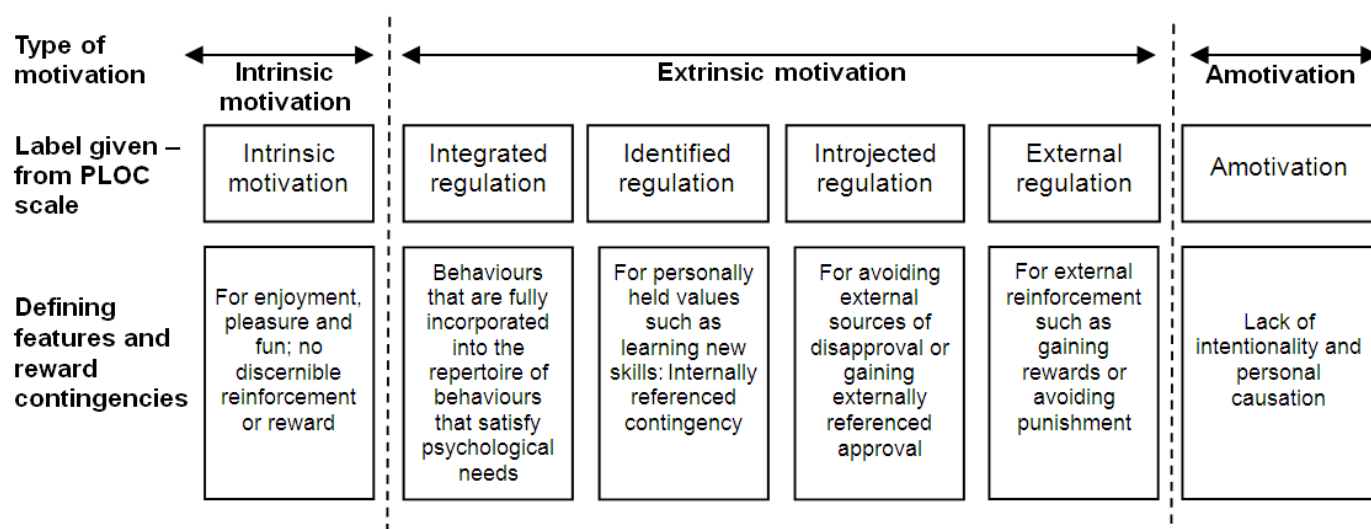 Type of
motivation
Intrinsic
motivation
Extrinsic motivation
Amotivation
Label given –
from PLOC
scale
Intrinsic
motivation
Integrated
regulation
Identified
regulation
Introjected
regulation
External
regulation
Amotivation
Defining
features and
reward
contingencies
For enjoyment,
pleasure and
fun; no
discernible
reinforcement
or reward
Behaviours
that are fully
incorporated
into the
repertoire of
behaviours
that satisfy
psychological
needs
For personally
held values
such as
learning new
skills: Internally
referenced
contingency
For avoiding
external
sources of
disapproval or
gaining
externally
referenced
approval
For external
reinforcement
such as
gaining
rewards or
avoiding
punishment
Lack of
intentionality and
personal
causation